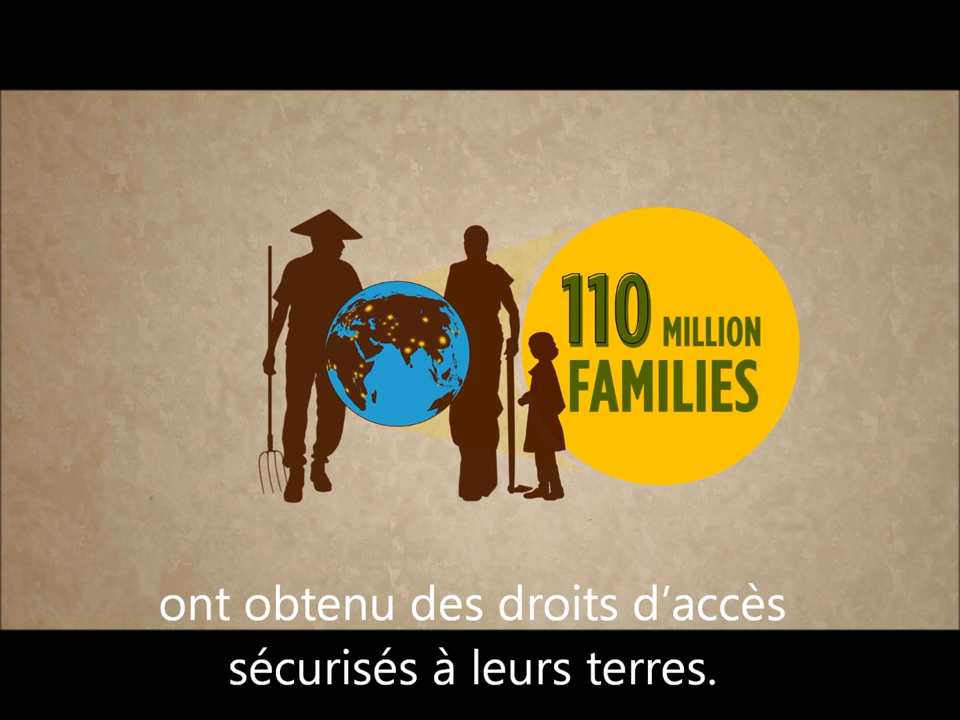 110 MILLION
FAMILIES
ont obtenu des droits d’accès
sécurisés à leurs terres.